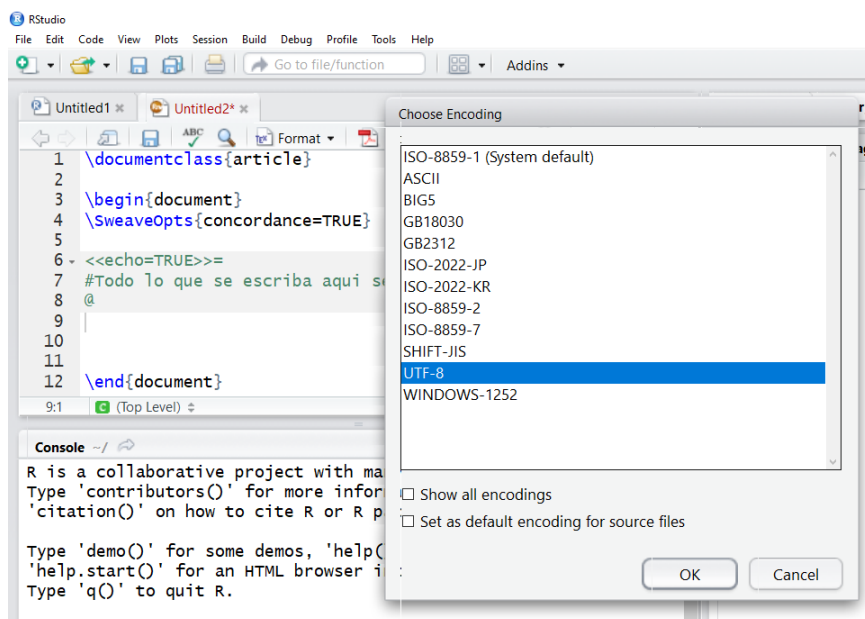 RStudio
File Edit Code View Plots Session Build Debug Profile Tools Help
Go to file/function Addins
Untitled1 Untitled2*
ABC TEX Format
1 \documentclass{article}
2
3 \begin{document}
4 \SweaveOpts{concordance=TRUE}
5
6 <<echo=TRUE>>=
7 #Todo lo que se escriba aqui
8 @
9
10
11
12 \end{document}
9:1 C (Top Level)
Console ~/
R is a collaborative project with
Type 'contributors()' for more
'citation()' on how to cite R or R
Type 'demo()' for some demos, 'help(
'help.start()' for an HTML browser
Type 'q()' to quit R.
Choose Encoding
ISO-8859-1 (System default)
ASCII
BIG5
GB18030
GB2312
ISO-2022-JP
ISO-2022-KR
ISO-8859-2
ISO-8859-7
SHIFT-JIS
UTF-8
WINDOWS-1252
Show all encodings
Set as default encoding for source files
OK Cancel